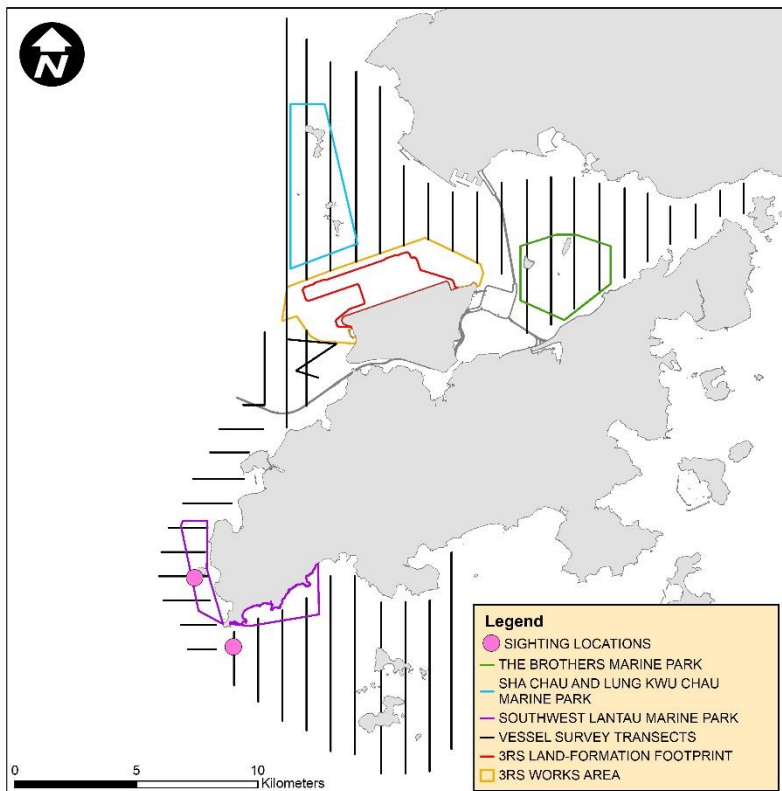 N
Legend
SIGHTING LOCATIONS
THE BROTHERS MARINE PARK
SHA CHAU AND LUNG KWU CHAU
MARINE PARK
SOUTHWEST LANTAU MARINE PARK
VESSEL SURVEY TRANSECTS
3RS LAND-FORMATION FOOTPRINT
3RS WORKS AREA
0 5 10
Kilometers